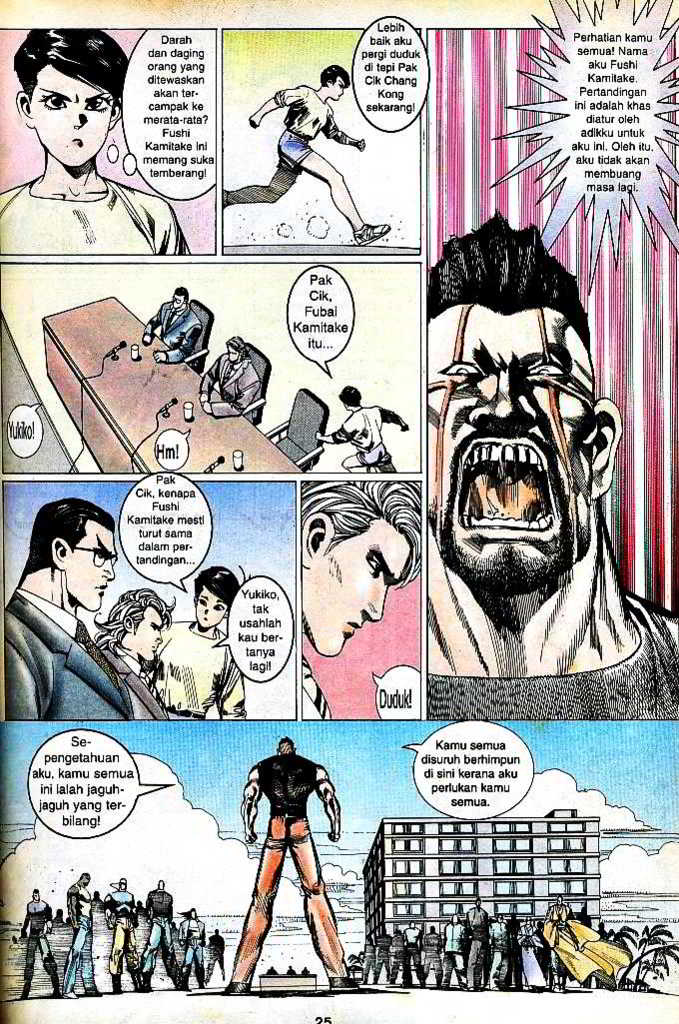 Darah
dan daging
orang yang
ditewaskan
akan ter-
campak ke
merata-rata?
Fushi
Kamitake ini
memang suka
temberang!
Lebih
baik aku
pergi duduk
di tepi Pak
Cik Chang
Kong
sekarang!
Perhatian kamu
semua! Nama
aku Fushi
Kamitake.
Pertandingan
ini adalah khas
diatur oleh
adikku untuk
aku ini. Oleh itu,
aku tidak akan
membuang
masa lagi.
Pak
Cik, Fubai
Kamitake
itu...
Yukiko!
Hm!
Pak
Cik, kenapa
Fushi
Kamitake mesti
turut sama
dalam per-
tandingan...
Yukiko,
tak
usahlah
kau ber-
tanya
lagi!
Duduk!
Se-
pengetahuan
aku, kamu semua
ini ialah jaguh-
jaguh yang ter-
bilang!
Kamu semua
disuruh berhimpun
di sini kerana aku
perlukan kamu
semua.
25